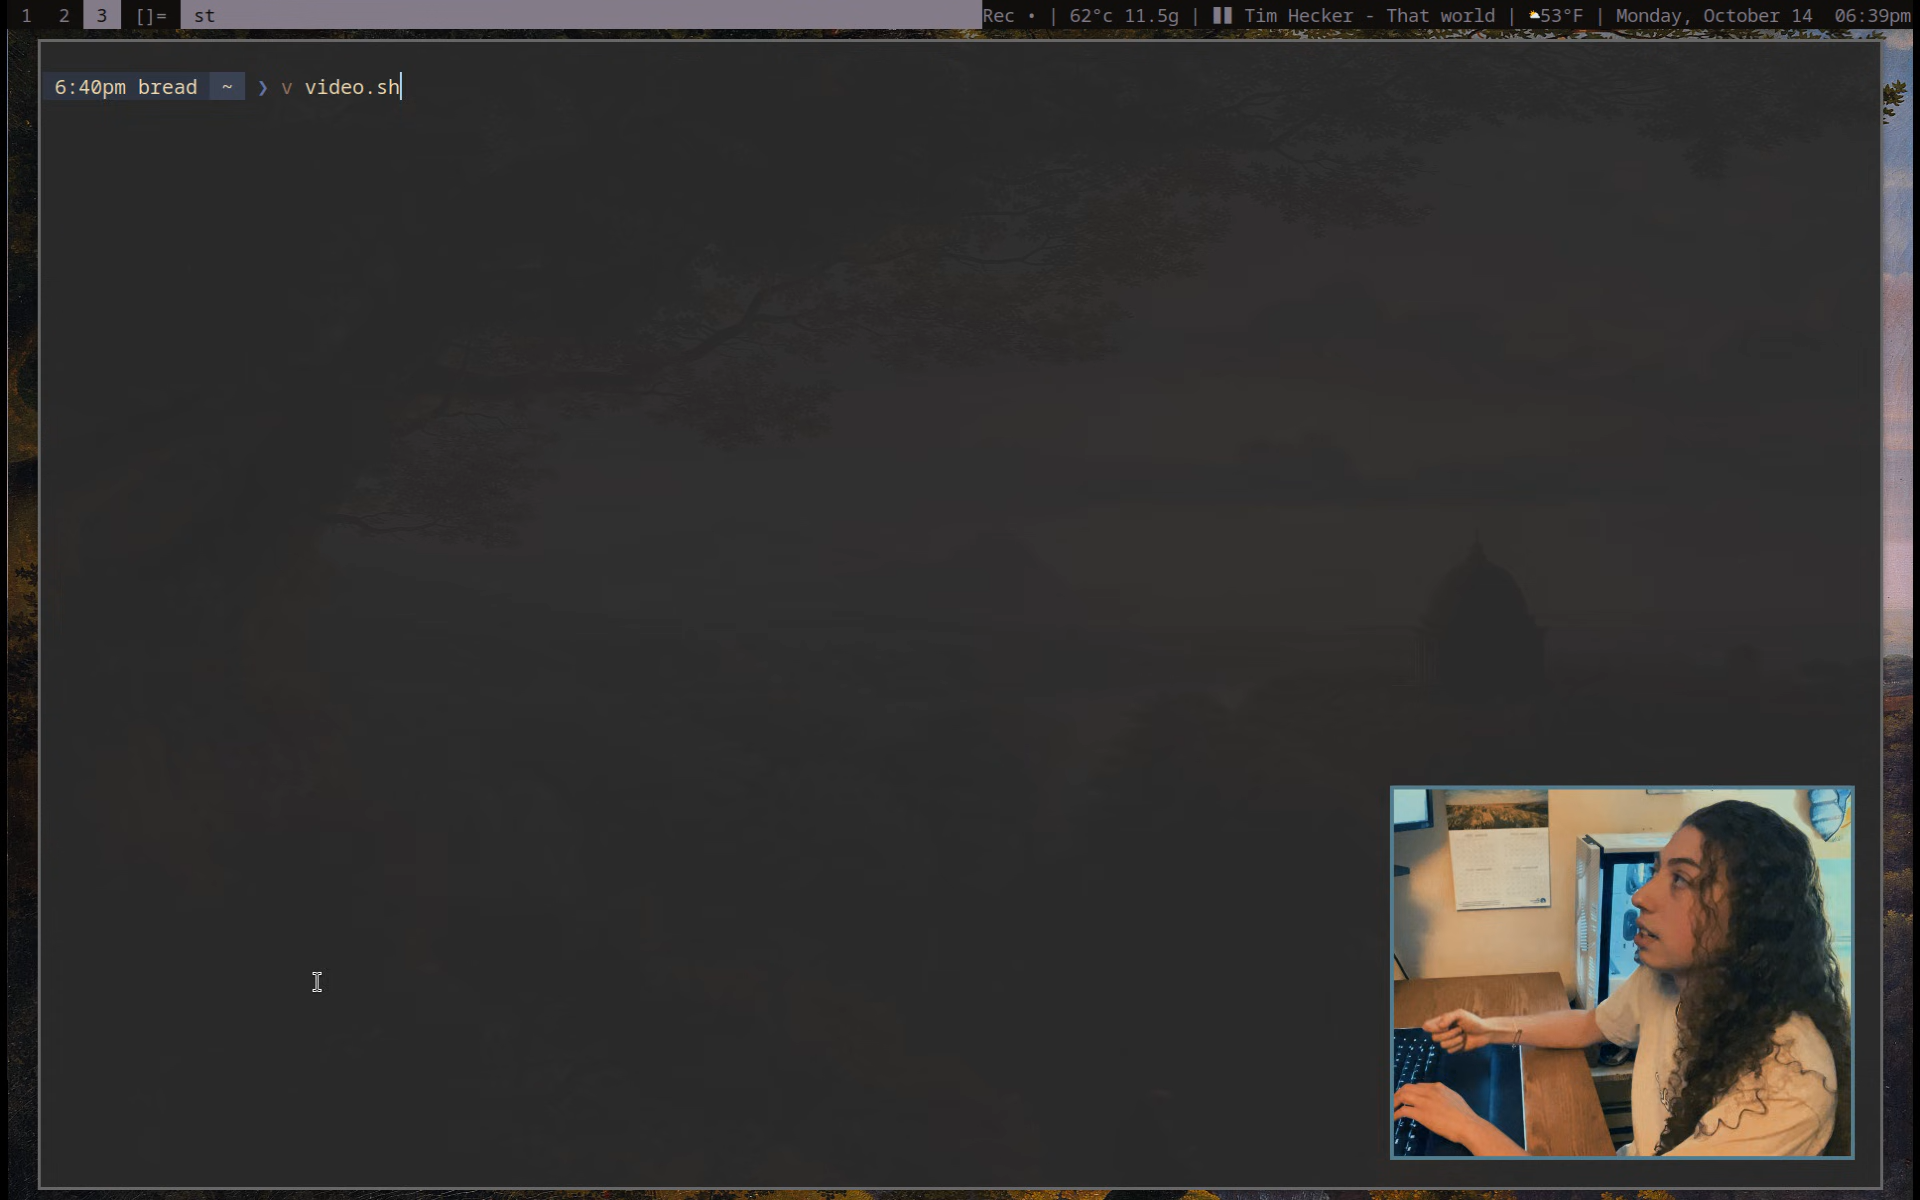 1 2 3 []= st Rec • | 62°c 11.5g | ▮▮ Tim Hecker - That world | ⛅53°F | Monday, October 14 06:39pm
6:40pm bread ~ ❯ v video.sh